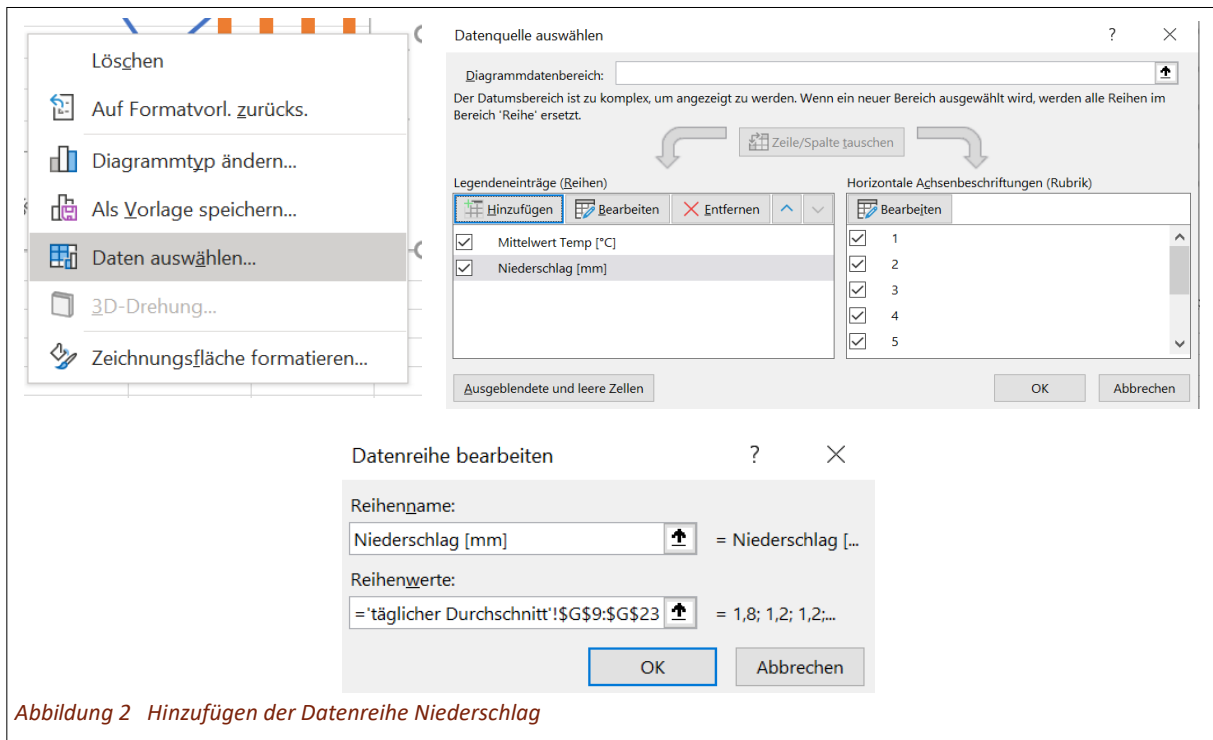 Löschen
Auf Formatvorl. zurücks.
Diagrammtyp ändern...
Als Vorlage speichern...
Daten auswählen...
3D-Drehung...
Zeichnungsfläche formatieren...
Datenquelle auswählen ?
Diagrammdatenbereich:
Der Datumsbereich ist zu komplex, um angezeigt zu werden. Wenn ein neuer Bereich ausgewählt wird, werden alle Reihen im
Bereich 'Reihe' ersetzt.
Zeile/Spalte tauschen
Legendeneinträge (Reihen)
Hinzufügen Bearbeiten Entfernen
Mittelwert Temp [°C]
Niederschlag [mm]
Horizontale Achsenbeschriftungen (Rubrik)
Bearbeiten
1
2
3
4
5
Ausgeblendete und leere Zellen
OK Abbrechen
Datenreihe bearbeiten ?
Reihenname:
Niederschlag [mm] = Niederschlag [...
Reihenwerte:
='täglicher Durchschnitt'!$G$9:$G$23 = 1,8; 1,2; 1,2;...
OK Abbrechen
Abbildung 2 Hinzufügen der Datenreihe Niederschlag